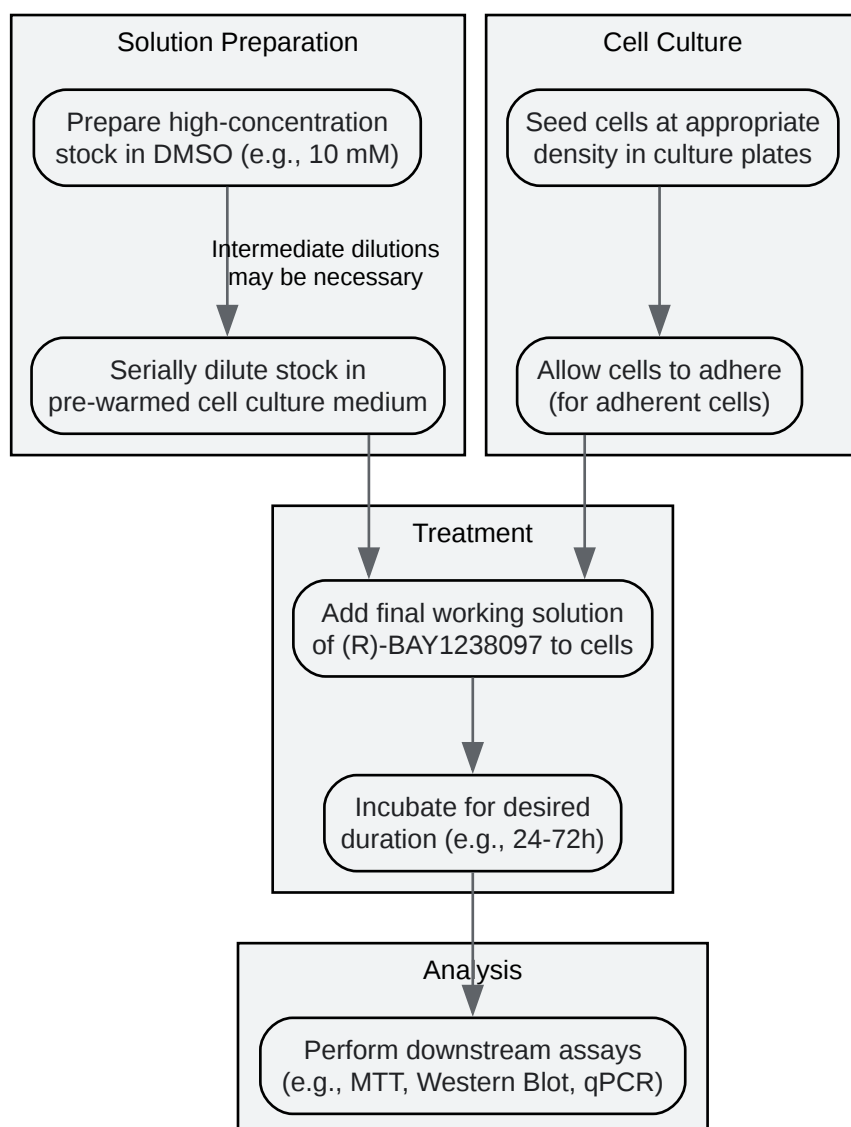 Solution Preparation
Prepare high-concentration
stock in DMSO (e.g., 10 mM)
Intermediate dilutions
may be necessary
Serially dilute stock in
pre-warmed cell culture medium
Cell Culture
Seed cells at appropriate
density in culture plates
Allow cells to adhere
(for adherent cells)
Treatment
Add final working solution
of (R)-BAY1238097 to cells
Incubate for desired
duration (e.g., 24-72h)
Analysis
Perform downstream assays
(e.g., MTT, Western Blot, qPCR)